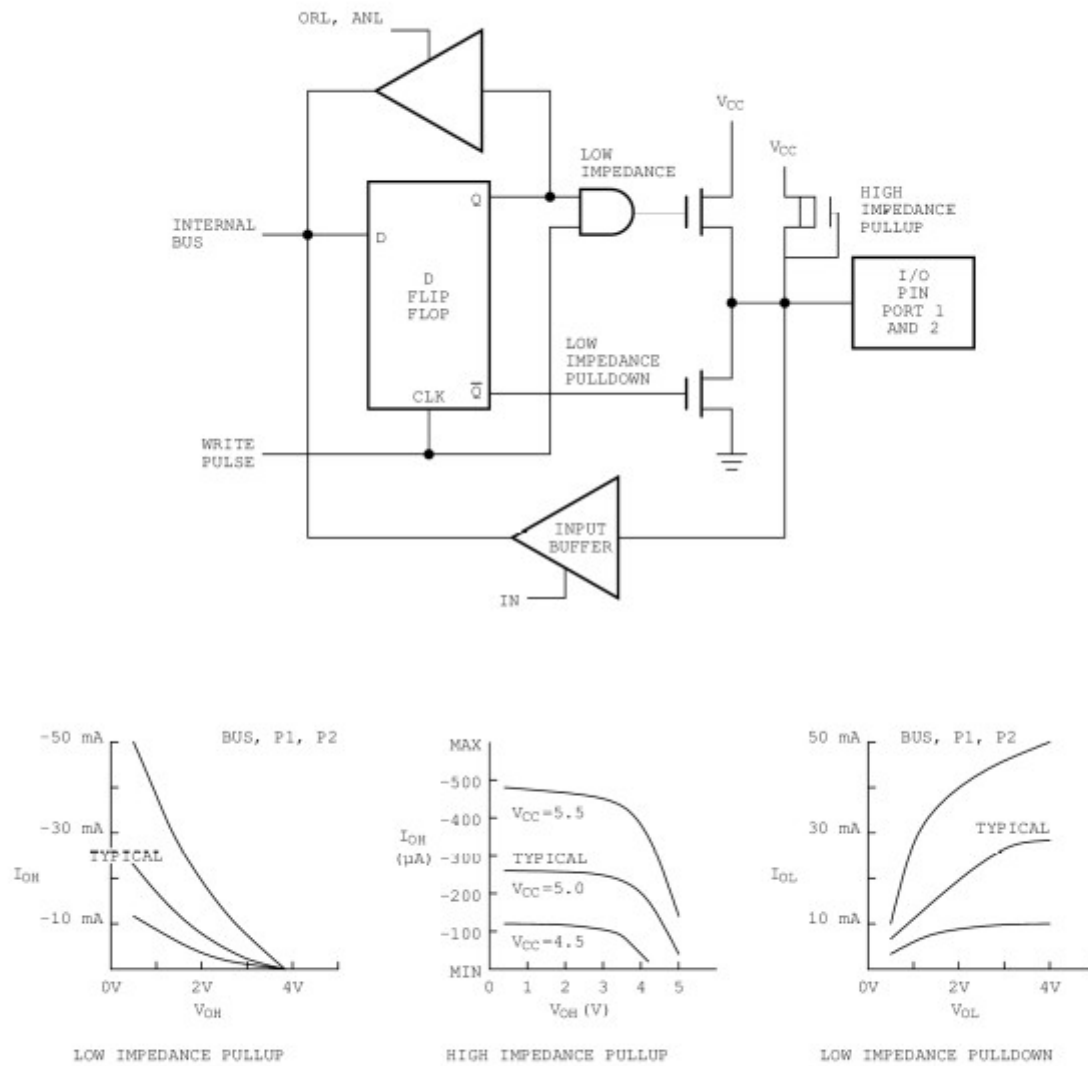 ORL, ANL
V_CC
V_CC
LOW
IMPEDANCE
HIGH
IMPEDANCE
PULLUP
Q
INTERNAL
BUS
D
D
FLIP
FLOP
I/O
PIN
PORT 1
AND 2
LOW
IMPEDANCE
PULLDOWN
CLK
Q̅
WRITE
PULSE
INPUT
BUFFER
IN
-50 mA
BUS, P1, P2
-30 mA
TYPICAL
I_OH
-10 mA
0V 2V 4V
V_OH
LOW IMPEDANCE PULLUP
MAX
-500
-400
-300
-200
-100
MIN
I_OH
(µA)
V_CC=5.5
TYPICAL
V_CC=5.0
V_CC=4.5
0 1 2 3 4 5
V_OH (V)
HIGH IMPEDANCE PULLUP
50 mA
BUS, P1, P2
30 mA
TYPICAL
I_OL
10 mA
0V 2V 4V
V_OL
LOW IMPEDANCE PULLDOWN